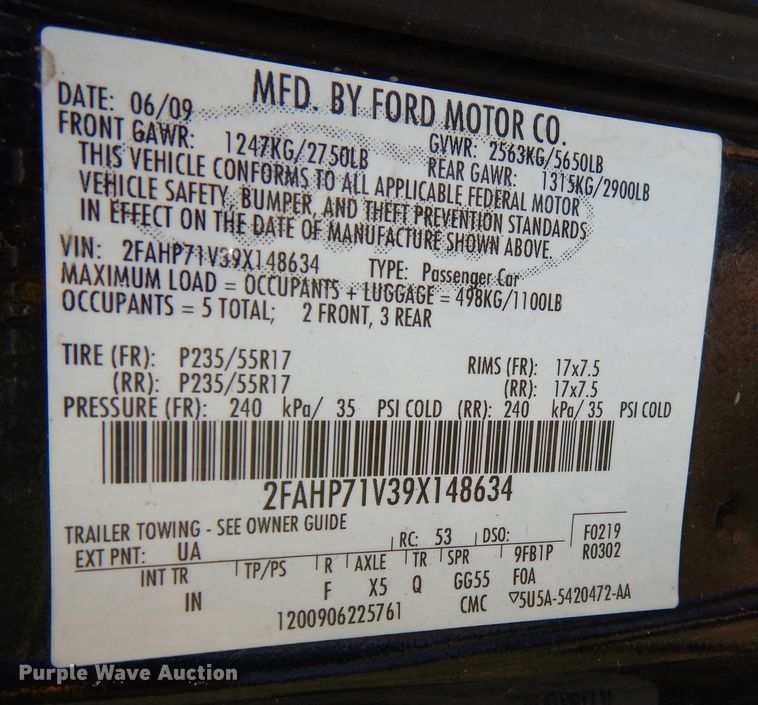 MFD. BY FORD MOTOR CO.
DATE: 06/09
GVWR: 2563KG/5650LB
FRONT GAWR: 1247KG/2750LB
REAR GAWR: 1315KG/2900LB
THIS VEHICLE CONFORMS TO ALL APPLICABLE FEDERAL MOTOR
VEHICLE SAFETY, BUMPER, AND THEFT PREVENTION STANDARDS
IN EFFECT ON THE DATE OF MANUFACTURE SHOWN ABOVE.
VIN: 2FAHP71V39X148634 TYPE: Passenger Car
MAXIMUM LOAD = OCCUPANTS + LUGGAGE = 498KG/1100LB
OCCUPANTS = 5 TOTAL; 2 FRONT, 3 REAR
TIRE (FR): P235/55R17 RIMS (FR): 17x7.5
(RR): P235/55R17 (RR): 17x7.5
PRESSURE (FR): 240 kPa/ 35 PSI COLD (RR): 240 kPa/ 35 PSI COLD
2FAHP71V39X148634
TRAILER TOWING - SEE OWNER GUIDE
EXT PNT: UA RC: 53 DSO: F0219
R0302
INT TR TP/PS R AXLE TR SPR 9FB1P
IN F X5 Q GG55 F0A
1200906225761 CMC ▽5U5A-5420472-AA
Purple Wave Auction